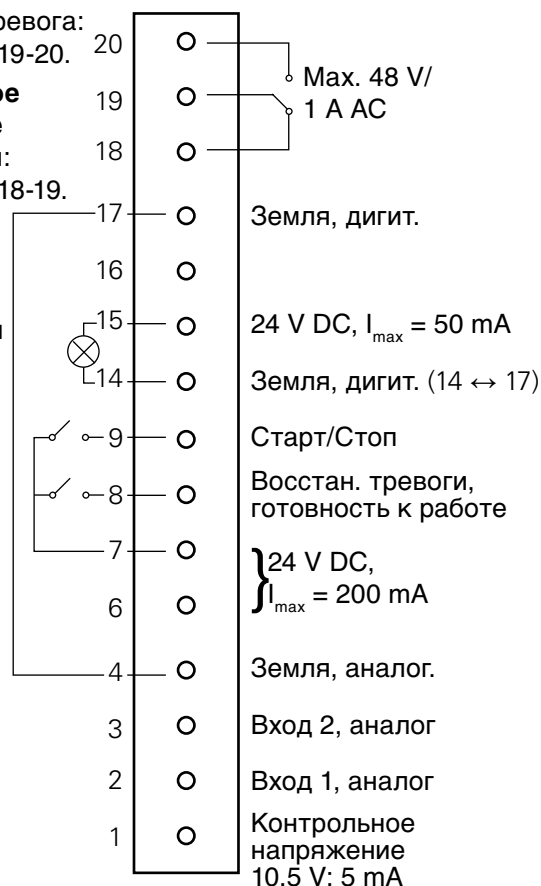 ревога:
19-20.
ре
е
и:
18-19.
и
20
19
18
Max. 48 V/
1 A AC
17 Земля, дигит.
16
15 24 V DC, Imax = 50 mA
14 Земля, дигит. (14 ↔ 17)
9 Старт/Стоп
8 Восстан. тревоги,
готовность к работе
7
6
}24 V DC,
Imax = 200 mA
4 Земля, аналог.
3 Вход 2, аналог
2 Вход 1, аналог
1 Контрольное
напряжение
10.5 V: 5 mA